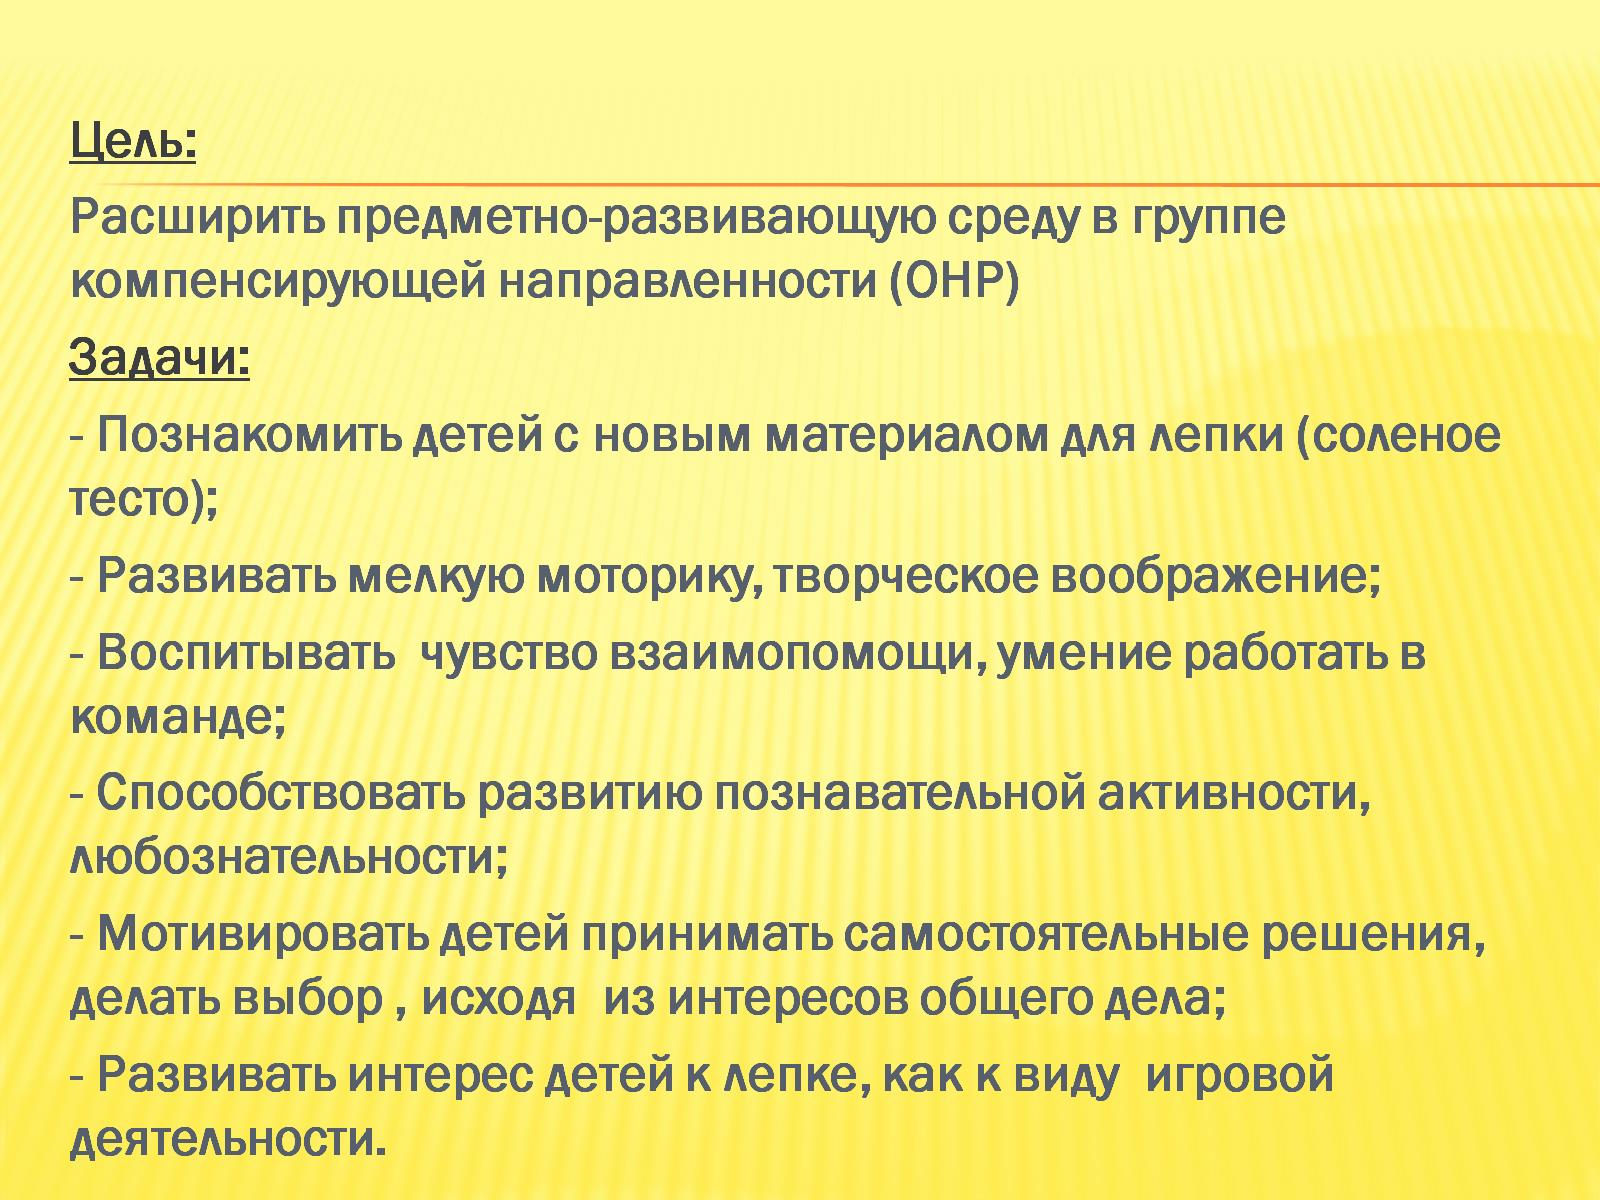 Цель:
Расширить предметно-развивающую среду в группе
компенсирующей направленности (ОНР)
Задачи:
- Познакомить детей с новым материалом для лепки (соленое
тесто);
- Развивать мелкую моторику, творческое воображение;
- Воспитывать  чувство взаимопомощи, умение работать в
команде;
- Способствовать развитию познавательной активности,
любознательности;
- Мотивировать детей принимать самостоятельные решения,
делать выбор , исходя  из интересов общего дела;
- Развивать интерес детей к лепке, как к виду  игровой
деятельности.